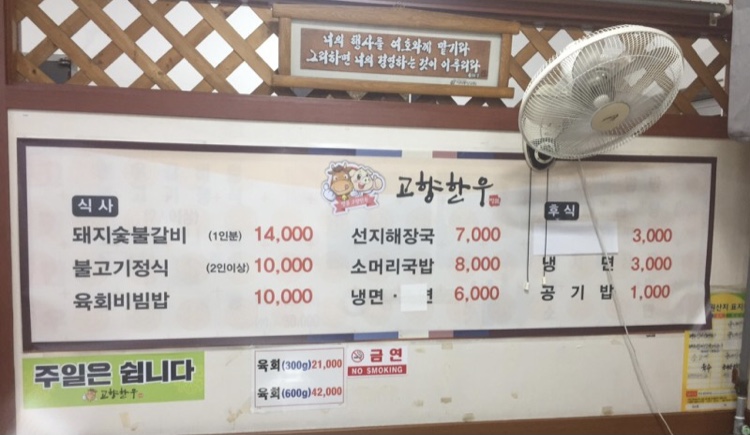 너의 행사를 여호와께 맡기라
그리하면 너의 경영하는 것이 이루리라
고향한우
식사
돼지숯불갈비 (1인분) 14,000
불고기정식 (2인이상) 10,000
육회비빔밥 10,000
선지해장국 7,000
소머리국밥 8,000
냉면 · 면 6,000
후식
3,000
냉면 3,000
공기밥 1,000
주일은 쉽니다
고향한우
육회(300g)21,000
육회(600g)42,000
금연
NO SMOKING